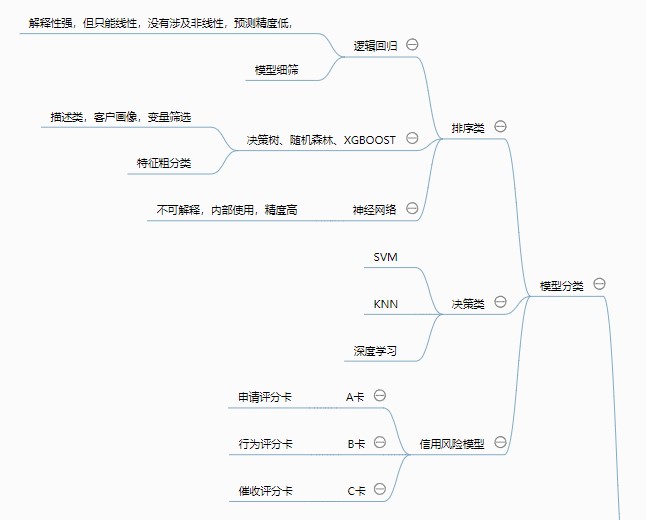 解释性强，但只能线性，没有涉及非线性，预测精度低，
逻辑回归
模型细筛
描述类，客户画像，变量筛选
排序类
决策树、随机森林、XGBOOST
特征粗分类
不可解释，内部使用，精度高
神经网络
SVM
模型分类
KNN
决策类
深度学习
申请评分卡
A卡
行为评分卡
B卡
信用风险模型
催收评分卡
C卡